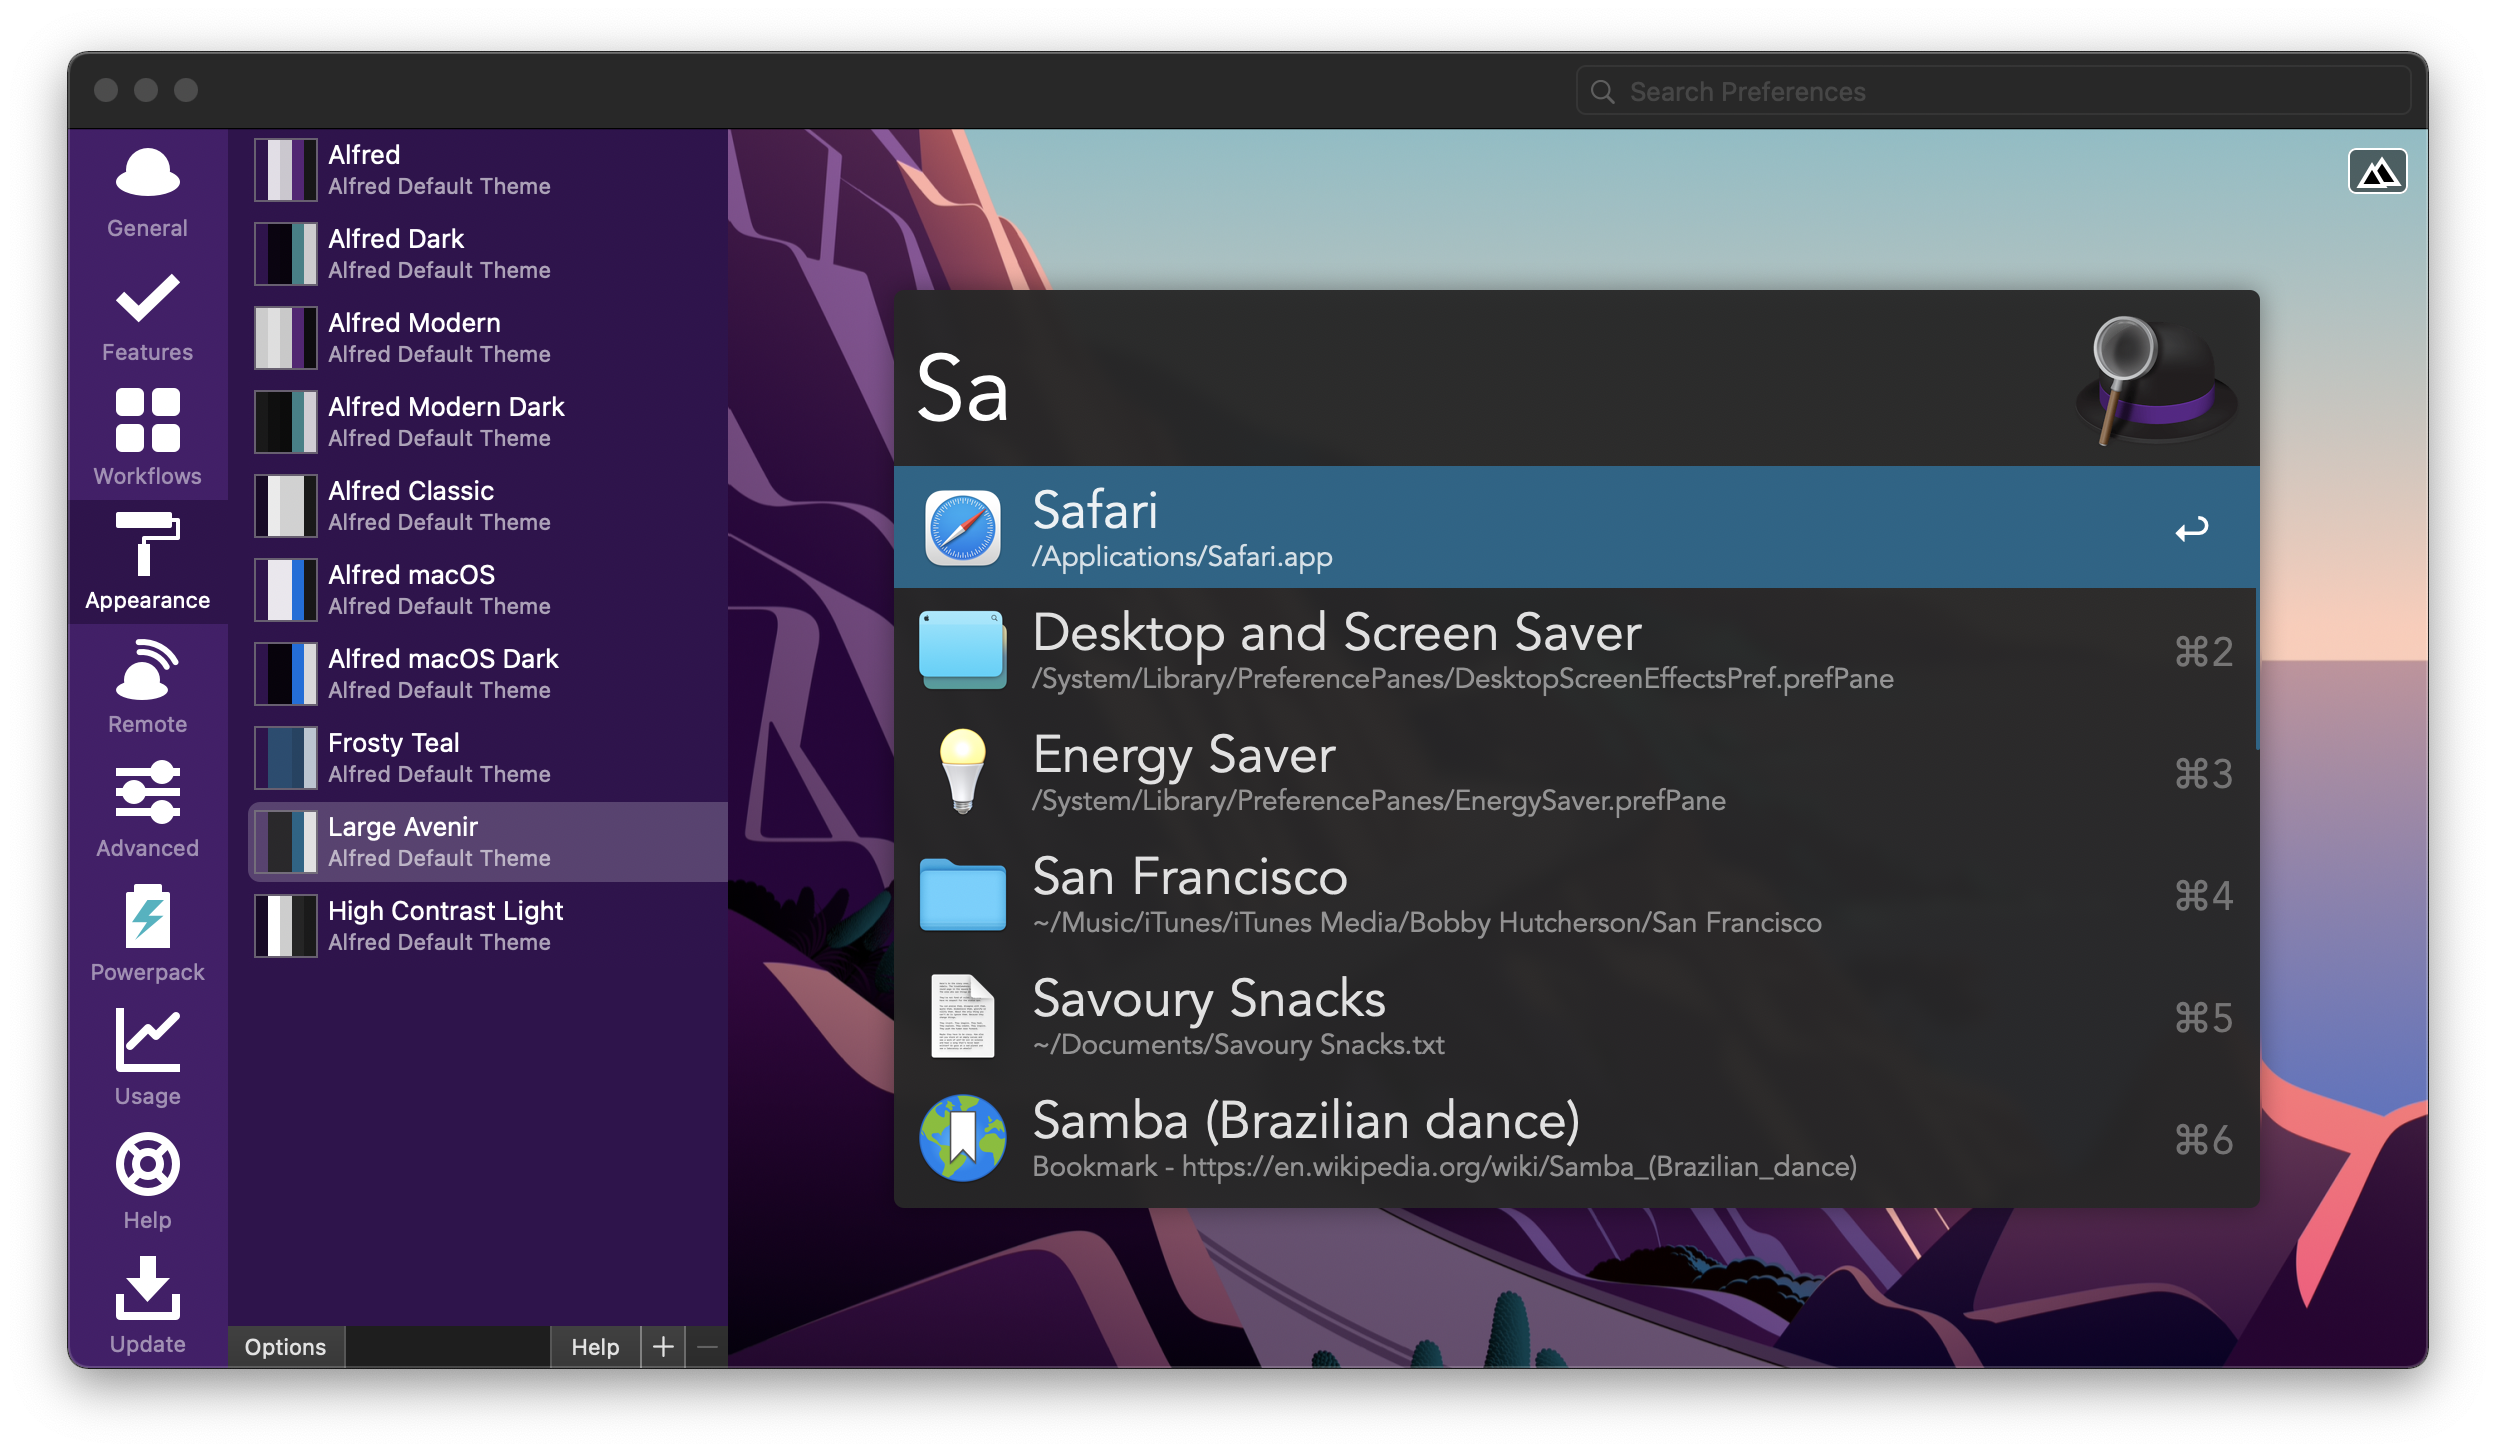 Search Preferences
General
Features
Workflows
Appearance
Remote
Advanced
Powerpack
Usage
Help
Update
Alfred
Alfred Default Theme
Alfred Dark
Alfred Default Theme
Alfred Modern
Alfred Default Theme
Alfred Modern Dark
Alfred Default Theme
Alfred Classic
Alfred Default Theme
Alfred macOS
Alfred Default Theme
Alfred macOS Dark
Alfred Default Theme
Frosty Teal
Alfred Default Theme
Large Avenir
Alfred Default Theme
High Contrast Light
Alfred Default Theme
Options
Help
Sa
Safari
/Applications/Safari.app
Desktop and Screen Saver
/System/Library/PreferencePanes/DesktopScreenEffectsPref.prefPane
⌘2
Energy Saver
/System/Library/PreferencePanes/EnergySaver.prefPane
⌘3
San Francisco
~/Music/iTunes/iTunes Media/Bobby Hutcherson/San Francisco
⌘4
Savoury Snacks
~/Documents/Savoury Snacks.txt
⌘5
Samba (Brazilian dance)
Bookmark - https://en.wikipedia.org/wiki/Samba_(Brazilian_dance)
⌘6